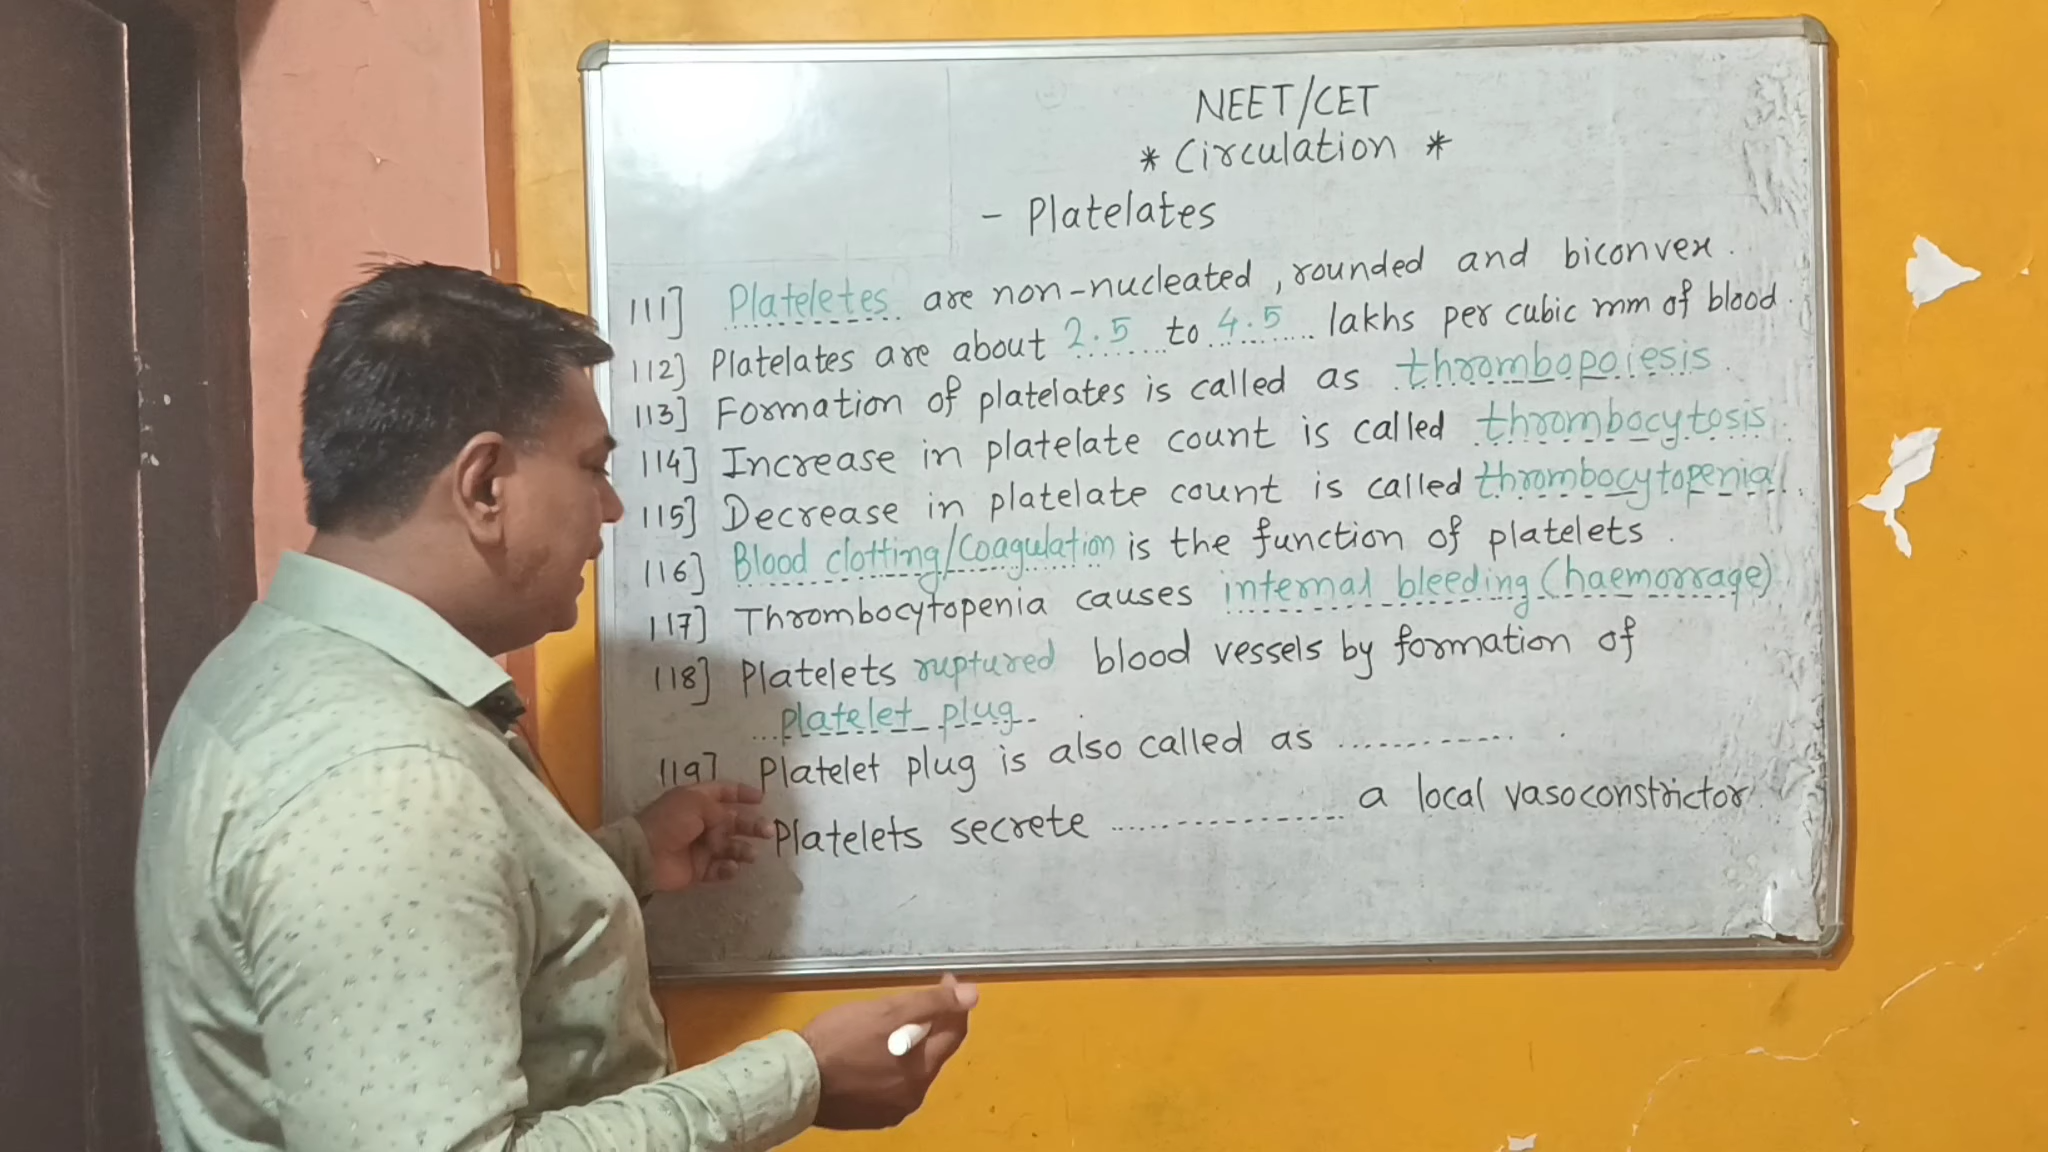 NEET/CET
* Circulation *
- Platelates
111] Plateletes are non-nucleated, rounded and biconvex.
112] Platelates are about 2.5 to 4.5 lakhs per cubic mm of blood.
113] Formation of platelates is called as thrombopoiesis.
114] Increase in platelate count is called thrombocytosis.
115] Decrease in platelate count is called thrombocytopenia.
116] Blood clotting/Coagulation is the function of platelets.
117] Thrombocytopenia causes internal bleeding (haemorrage)
118] Platelets ruptured blood vessels by formation of
...platelet plug.
119] Platelet plug is also called as ............. .
Platelets secrete .................. a local vasoconstrictor.